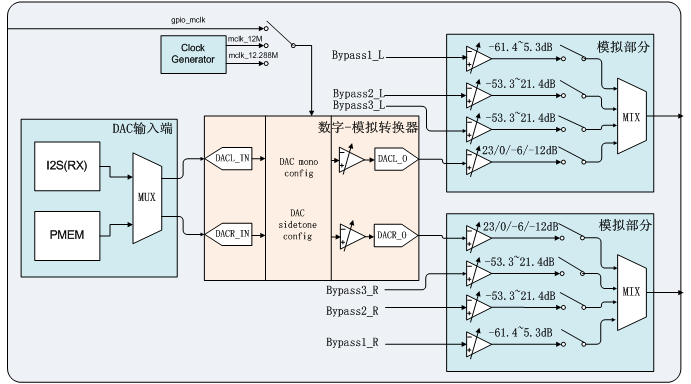 gpio_mclk
mclk_12M
Clock
Generator
mclk_12.288M
Bypass1_L
Bypass2_L
Bypass3_L
模拟部分
-61.4~5.3dB
-53.3~21.4dB
-53.3~21.4dB
23/0/-6/-12dB
MIX
DAC输入端
I2S(RX)
PMEM
MUX
数字-模拟转换器
DACL_IN
DACR_IN
DAC mono
config
DAC
sidetone
config
DACL_O
DACR_O
模拟部分
23/0/-6/-12dB
-53.3~21.4dB
-53.3~21.4dB
-61.4~5.3dB
MIX
Bypass3_R
Bypass2_R
Bypass1_R